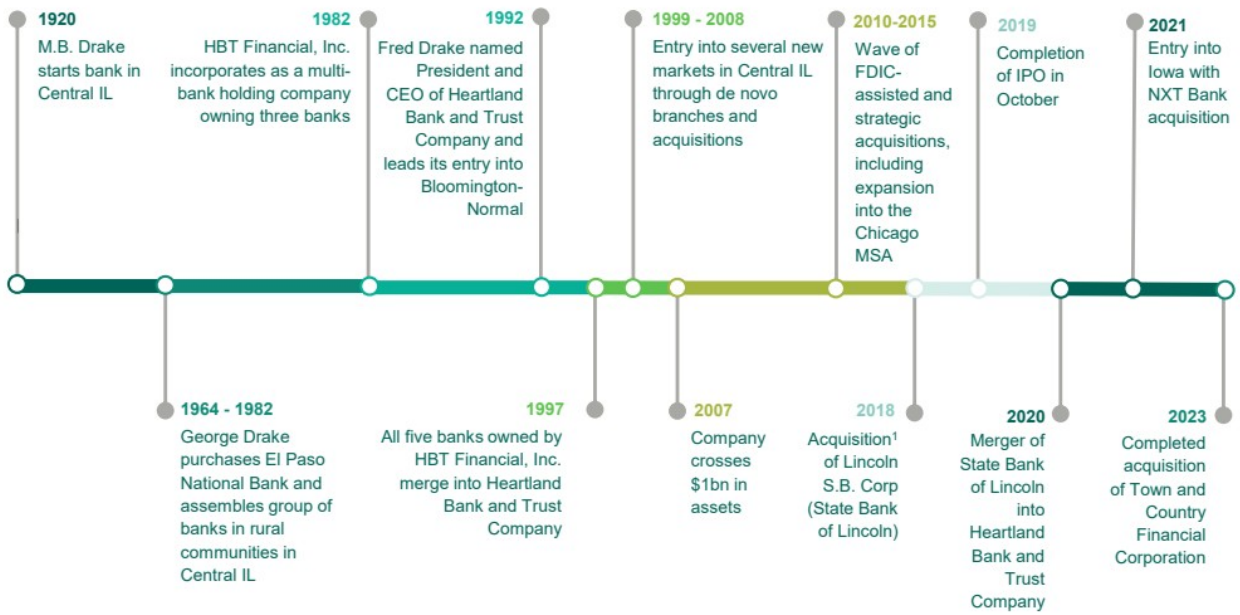 1920
M.B. Drake
starts bank in
Central IL
1982
HBT Financial, Inc.
incorporates as a multi-
bank holding company
owning three banks
1992
Fred Drake named
President and
CEO of Heartland
Bank and Trust
Company and
leads its entry into
Bloomington-
Normal
1999 - 2008
Entry into several new
markets in Central IL
through de novo
branches and
acquisitions
2010-2015
Wave of
FDIC-
assisted and
strategic
acquisitions,
including
expansion
into the
Chicago
MSA
2019
Completion
of IPO in
October
2021
Entry into
Iowa with
NXT Bank
acquisition
1964 - 1982
George Drake
purchases El Paso
National Bank and
assembles group of
banks in rural
communities in
Central IL
1997
All five banks owned by
HBT Financial, Inc.
merge into Heartland
Bank and Trust
Company
2007
Company
crosses
$1bn in
assets
2018
Acquisition¹
of Lincoln
S.B. Corp
(State Bank
of Lincoln)
2020
Merger of
State Bank
of Lincoln
into
Heartland
Bank and
Trust
Company
2023
Completed
acquisition
of Town and
Country
Financial
Corporation